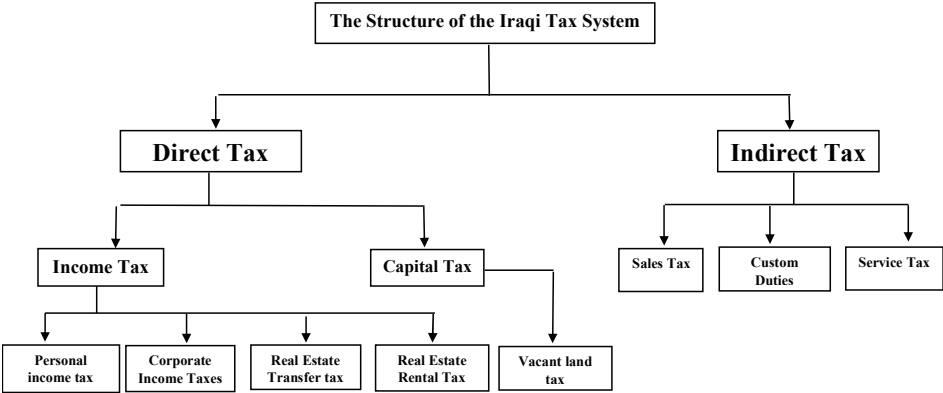 The Structure of the Iraqi Tax System
Direct Tax
Indirect Tax
Income Tax
Capital Tax
Sales Tax
Custom
Duties
Service Tax
Personal
income tax
Corporate
Income Taxes
Real Estate
Transfer tax
Real Estate
Rental Tax
Vacant land
tax